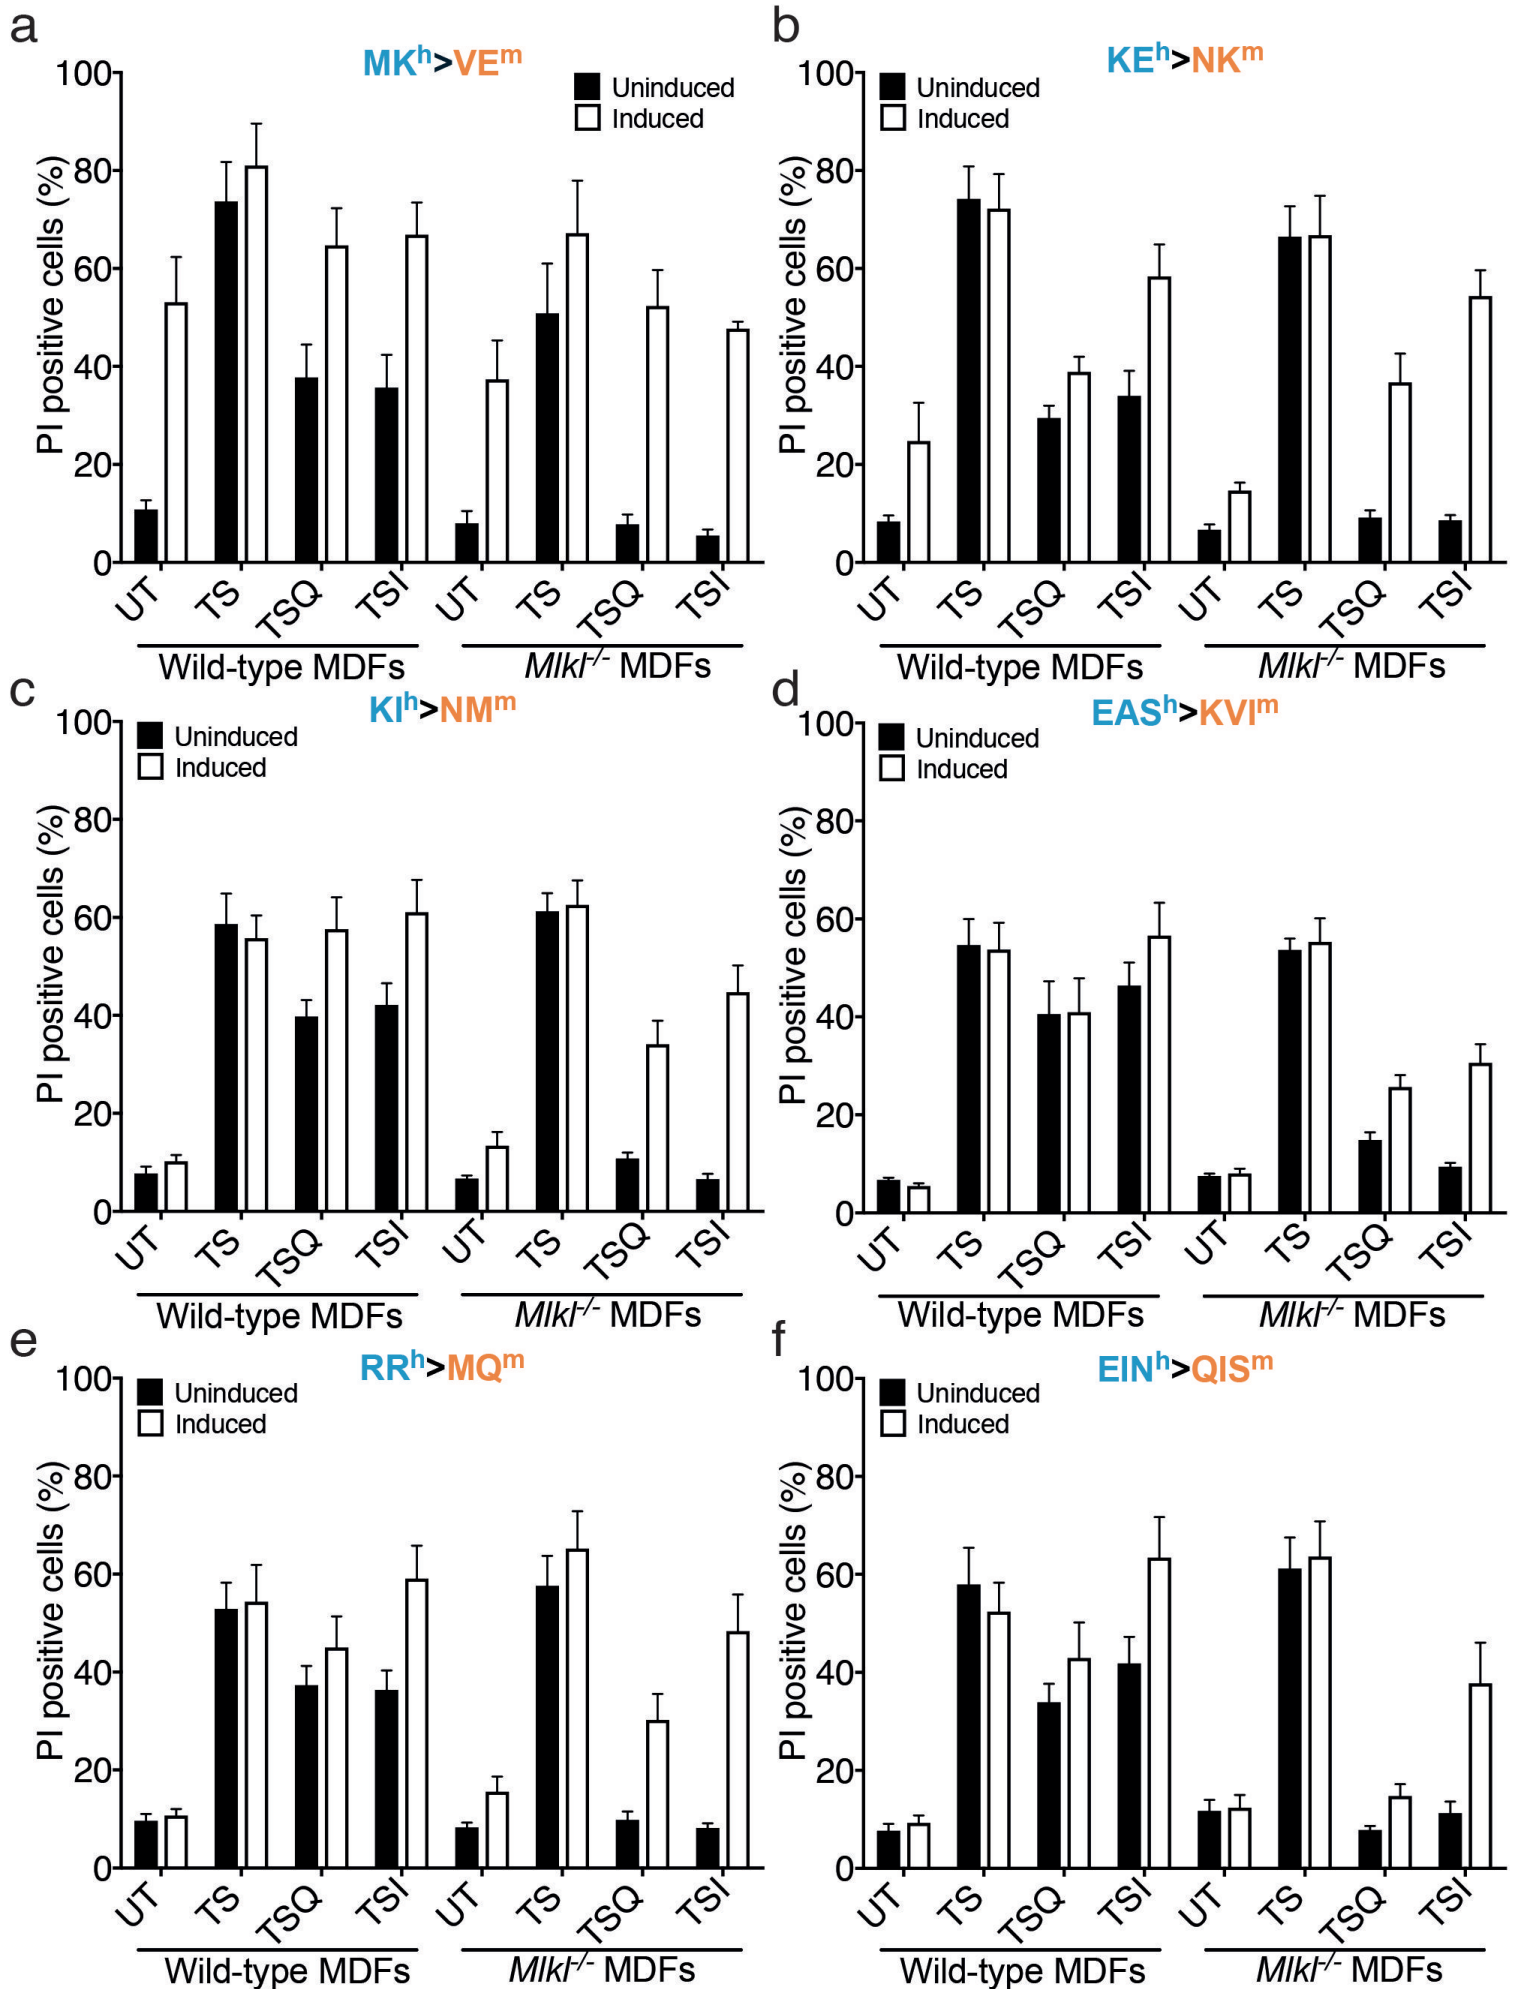 a
MKʰ>VEᵐ
Uninduced
Induced
PI positive cells (%)
100
80
60
40
20
0
UT TS TSQ TSI UT TS TSQ TSI
Wild-type MDFs Mlkl⁻/⁻ MDFs
b
KEʰ>NKᵐ
Uninduced
Induced
PI positive cells (%)
100
80
60
40
20
0
UT TS TSQ TSI UT TS TSQ TSI
Wild-type MDFs Mlkl⁻/⁻ MDFs
c
KIʰ>NMᵐ
Uninduced
Induced
PI positive cells (%)
100
80
60
40
20
0
UT TS TSQ TSI UT TS TSQ TSI
Wild-type MDFs Mlkl⁻/⁻ MDFs
d
EASʰ>KVIᵐ
Uninduced
Induced
PI positive cells (%)
100
80
60
40
20
0
UT TS TSQ TSI UT TS TSQ TSI
Wild-type MDFs Mlkl⁻/⁻ MDFs
e
RRʰ>MQᵐ
Uninduced
Induced
PI positive cells (%)
100
80
60
40
20
0
UT TS TSQ TSI UT TS TSQ TSI
Wild-type MDFs Mlkl⁻/⁻ MDFs
f
EINʰ>QISᵐ
Uninduced
Induced
PI positive cells (%)
100
80
60
40
20
0
UT TS TSQ TSI UT TS TSQ TSI
Wild-type MDFs Mlkl⁻/⁻ MDFs